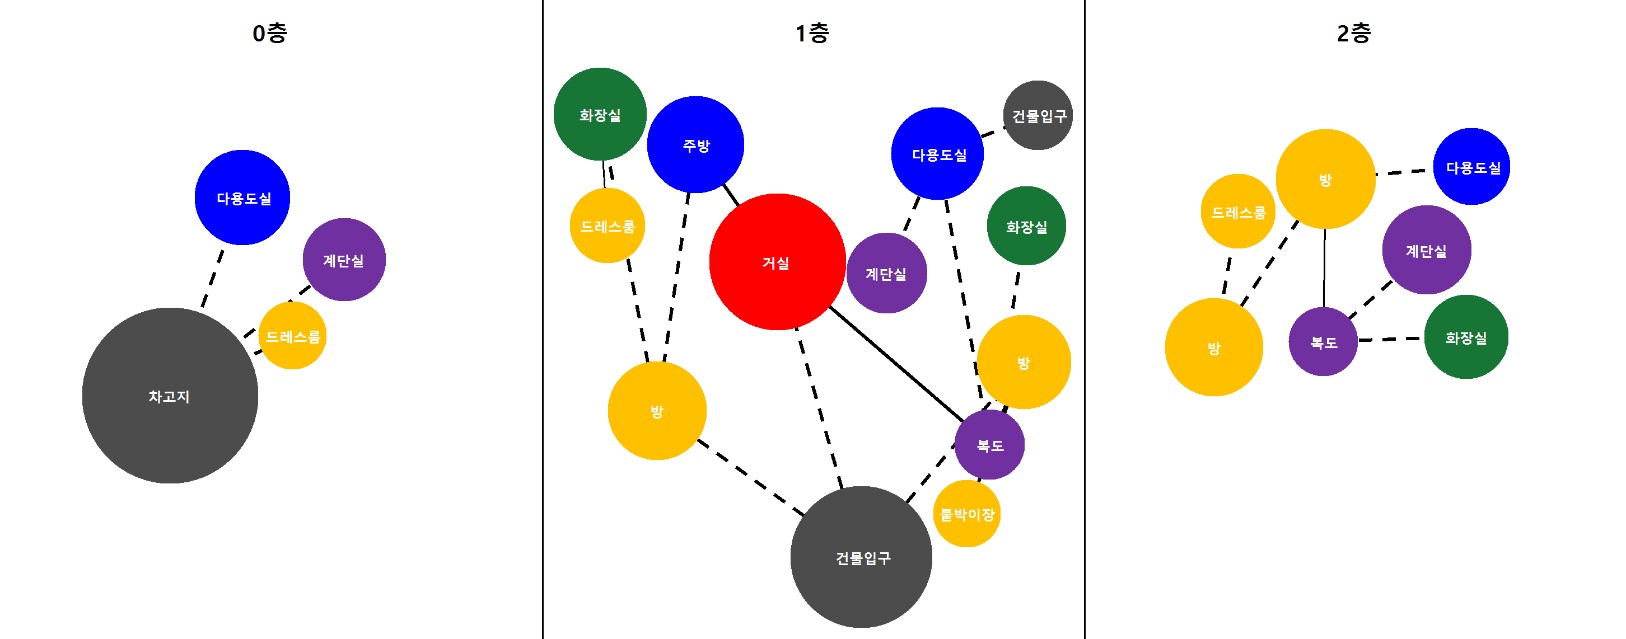 0층
다용도실
계단실
드레스룸
차고지
1층
화장실
주방
다용도실
건물입구
드레스룸
거실
계단실
화장실
방
방
복도
붙박이장
건물입구
2층
방
다용도실
드레스룸
계단실
방
복도
화장실